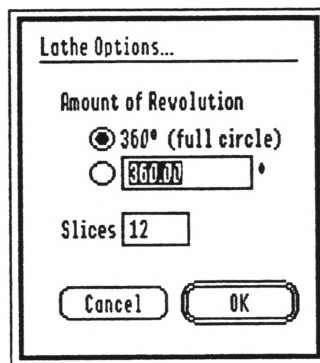 Lathe Options...
Amount of Revolution
360° (full circle)
360.00 °
Slices 12
Cancel OK